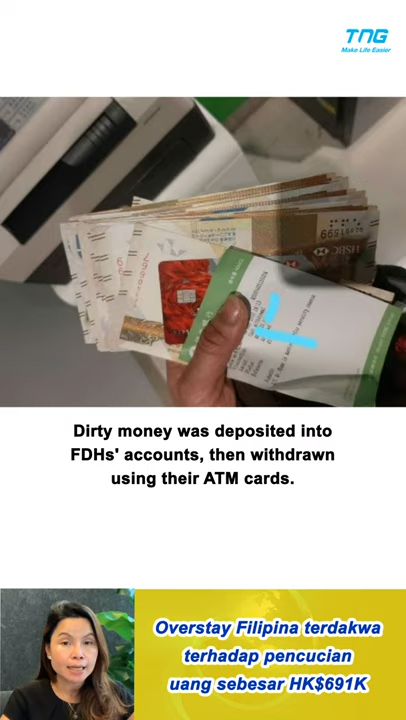 TNG
Make Life Easier
HSBC
Dirty money was deposited into
FDHs' accounts, then withdrawn
using their ATM cards.
Overstay Filipina terdakwa
terhadap pencucian
uang sebesar HK$691K